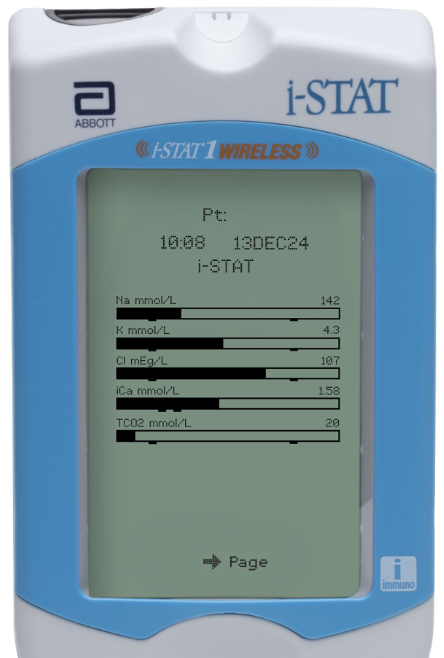 i-STAT
ABBOTT
i-STAT 1 WIRELESS
Pt:
10:08 13DEC24
i-STAT
Na mmol/L 142
K mmol/L 4.3
Cl mEg/L 107
iCa mmol/L 1.58
TCO2 mmol/L 20
Page
i
immuno